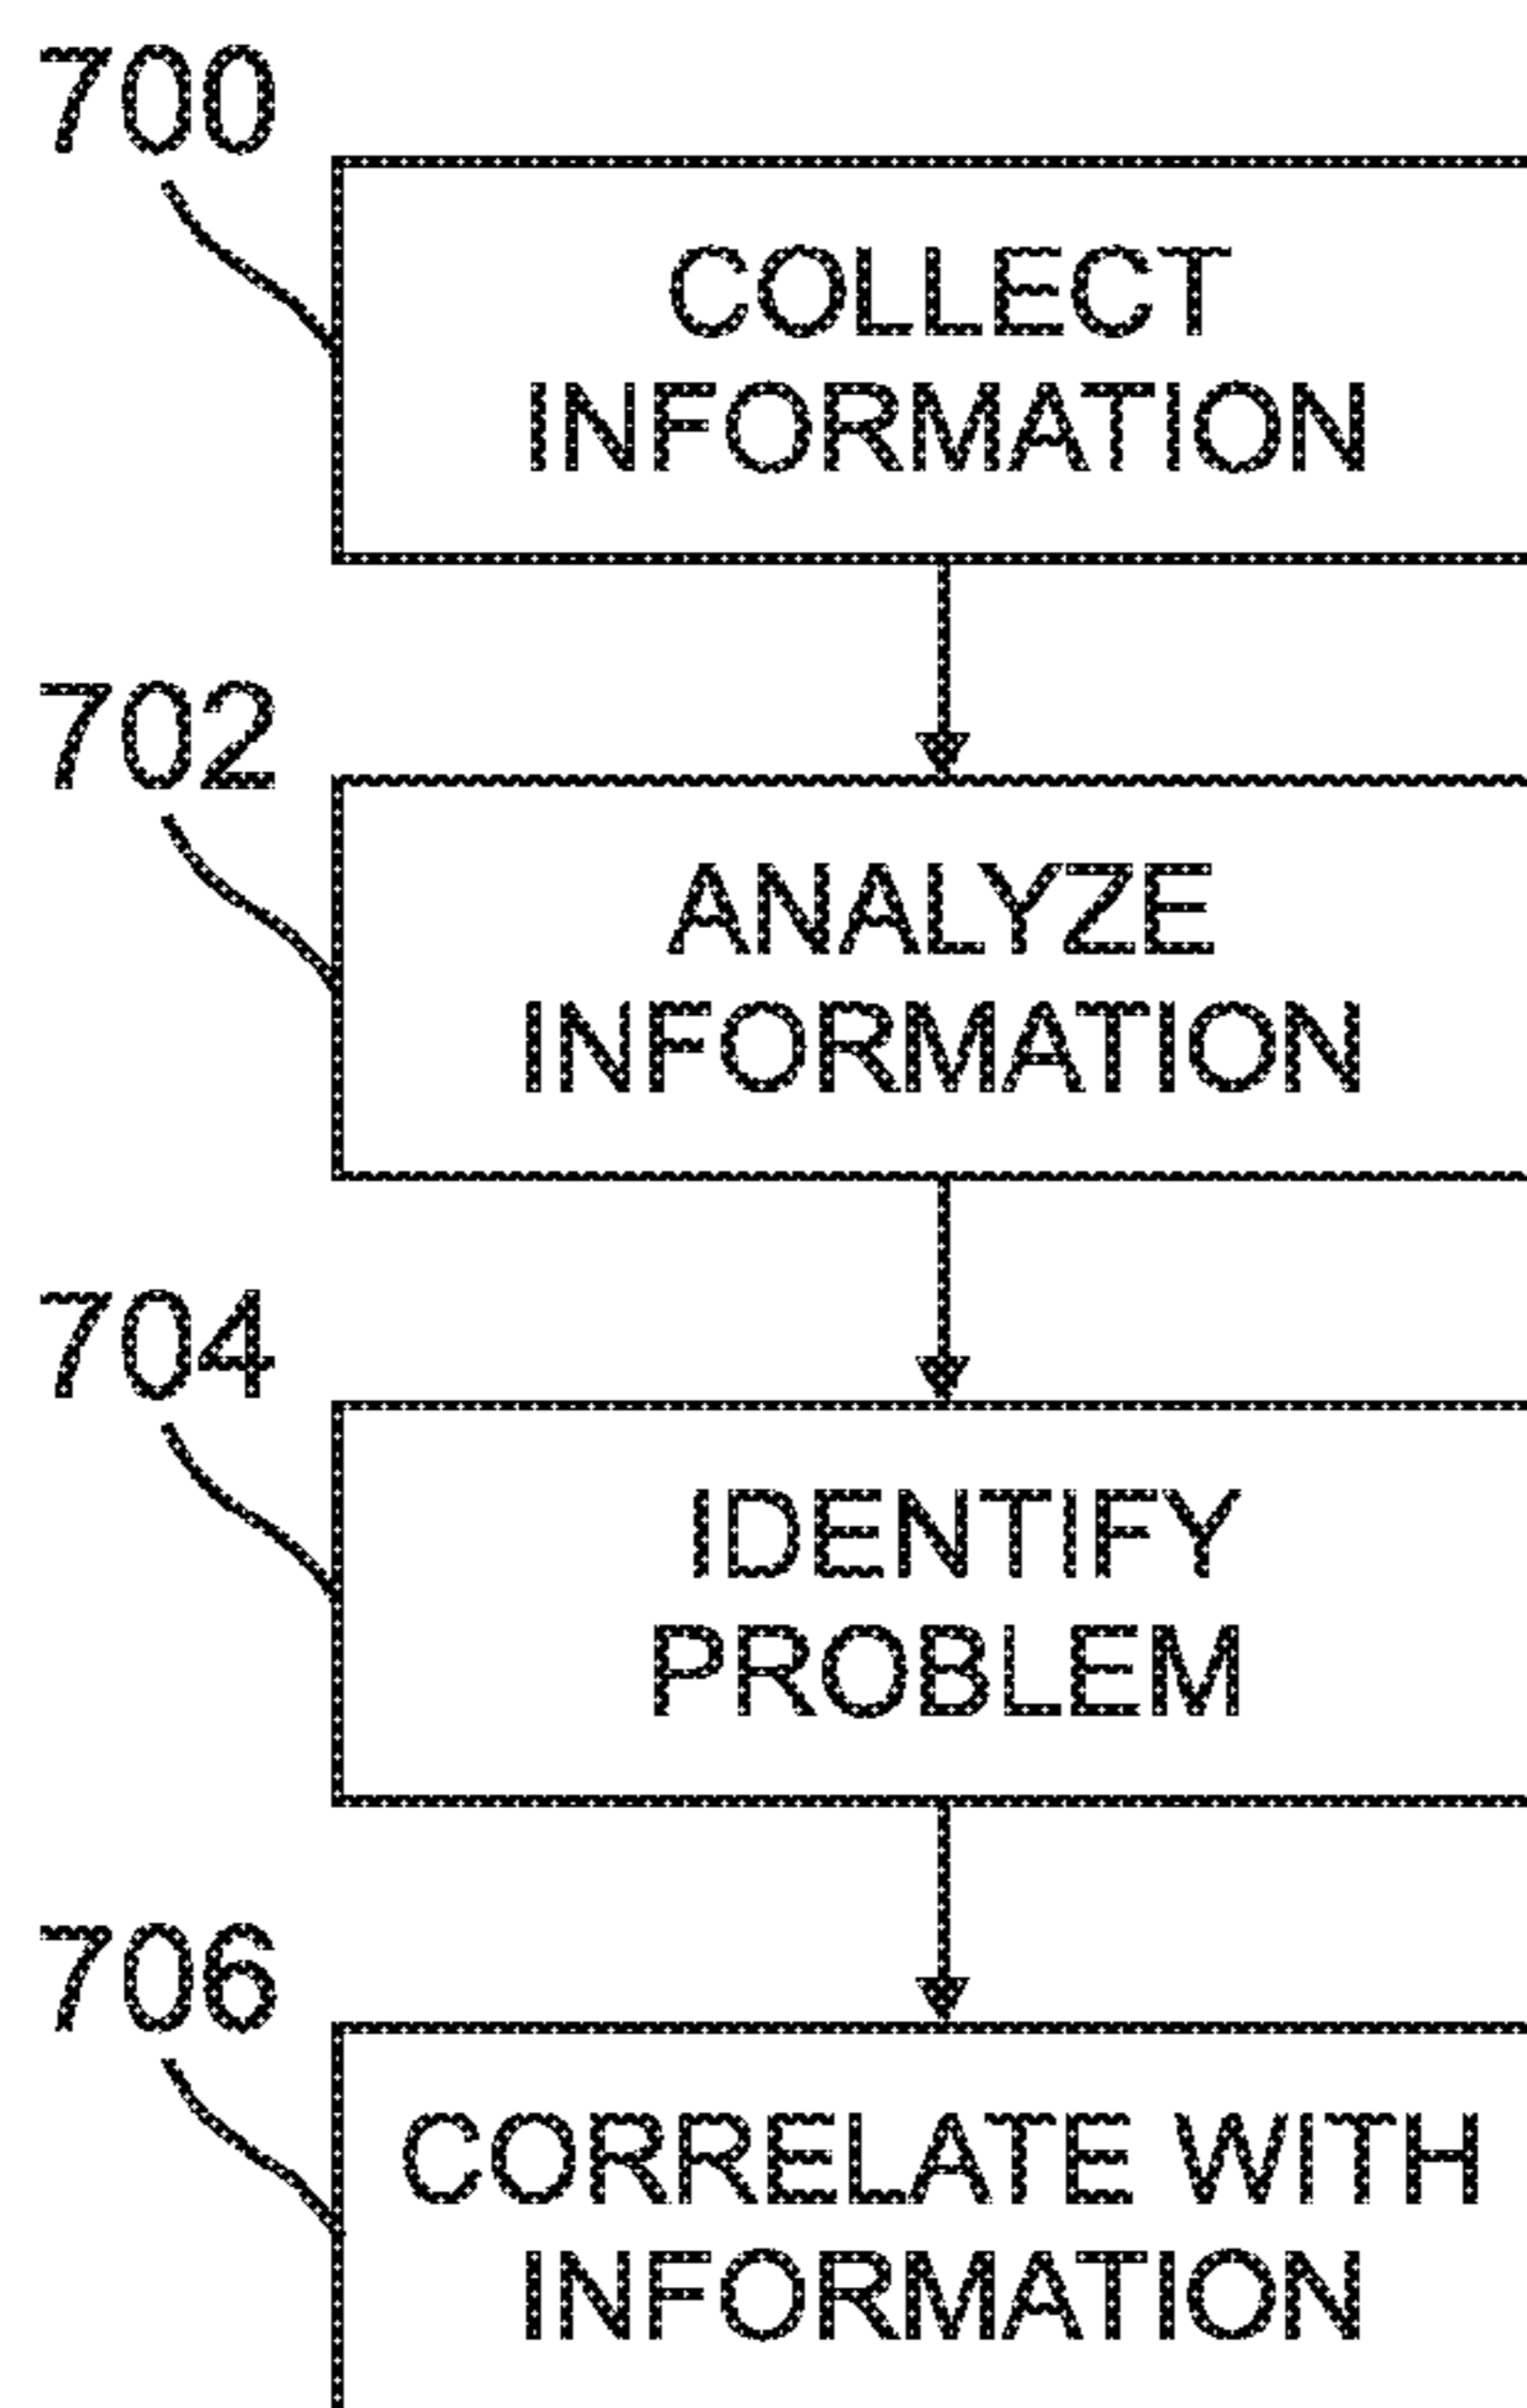 700
COLLECT
INFORMATION
702
ANALYZE
INFORMATION
704
IDENTIFY
PROBLEM
706
CORRELATE WITH
INFORMATION